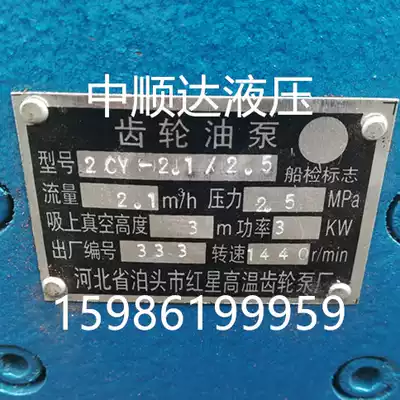 中顺达液压
齿轮油泵
型号 2CY-2.1/2.5 船检标志
流量 2.1 m³/h 压力 2.5 MPa
吸上真空高度 3 m 功率 3 KW
出厂编号 333 转速 1440 r/min
河北省泊头市红星高温齿轮泵厂
15986199959